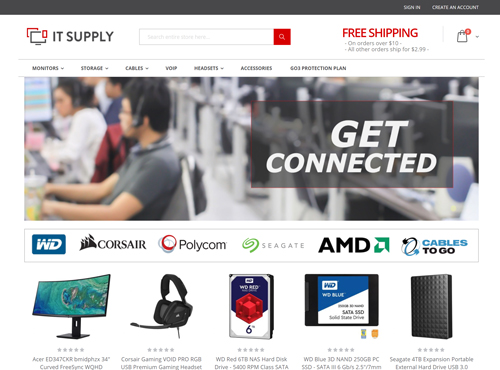 SIGN IN CREATE AN ACCOUNT
IT SUPPLY
Search entire store here...
FREE SHIPPING
- On orders over $10 -
- All other orders ship for $2.99 -
0
MONITORS STORAGE CABLES VOIP HEADSETS ACCESSORIES GO3 PROTECTION PLAN
GET
CONNECTED
WD CORSAIR Polycom SEAGATE AMD CABLES TO GO
WD RED
6TB
WD BLUE
SATA SSD
Solid State Drive
Acer ED347CKR bmidphzx 34"
Curved FreeSync WQHD
Corsair Gaming VOID PRO RGB
USB Premium Gaming Headset
WD Red 6TB NAS Hard Disk
Drive - 5400 RPM Class SATA
WD Blue 3D NAND 250GB PC
SSD - SATA III 6 Gb/s 2.5"/7mm
Seagate 4TB Expansion Portable
External Hard Drive USB 3.0